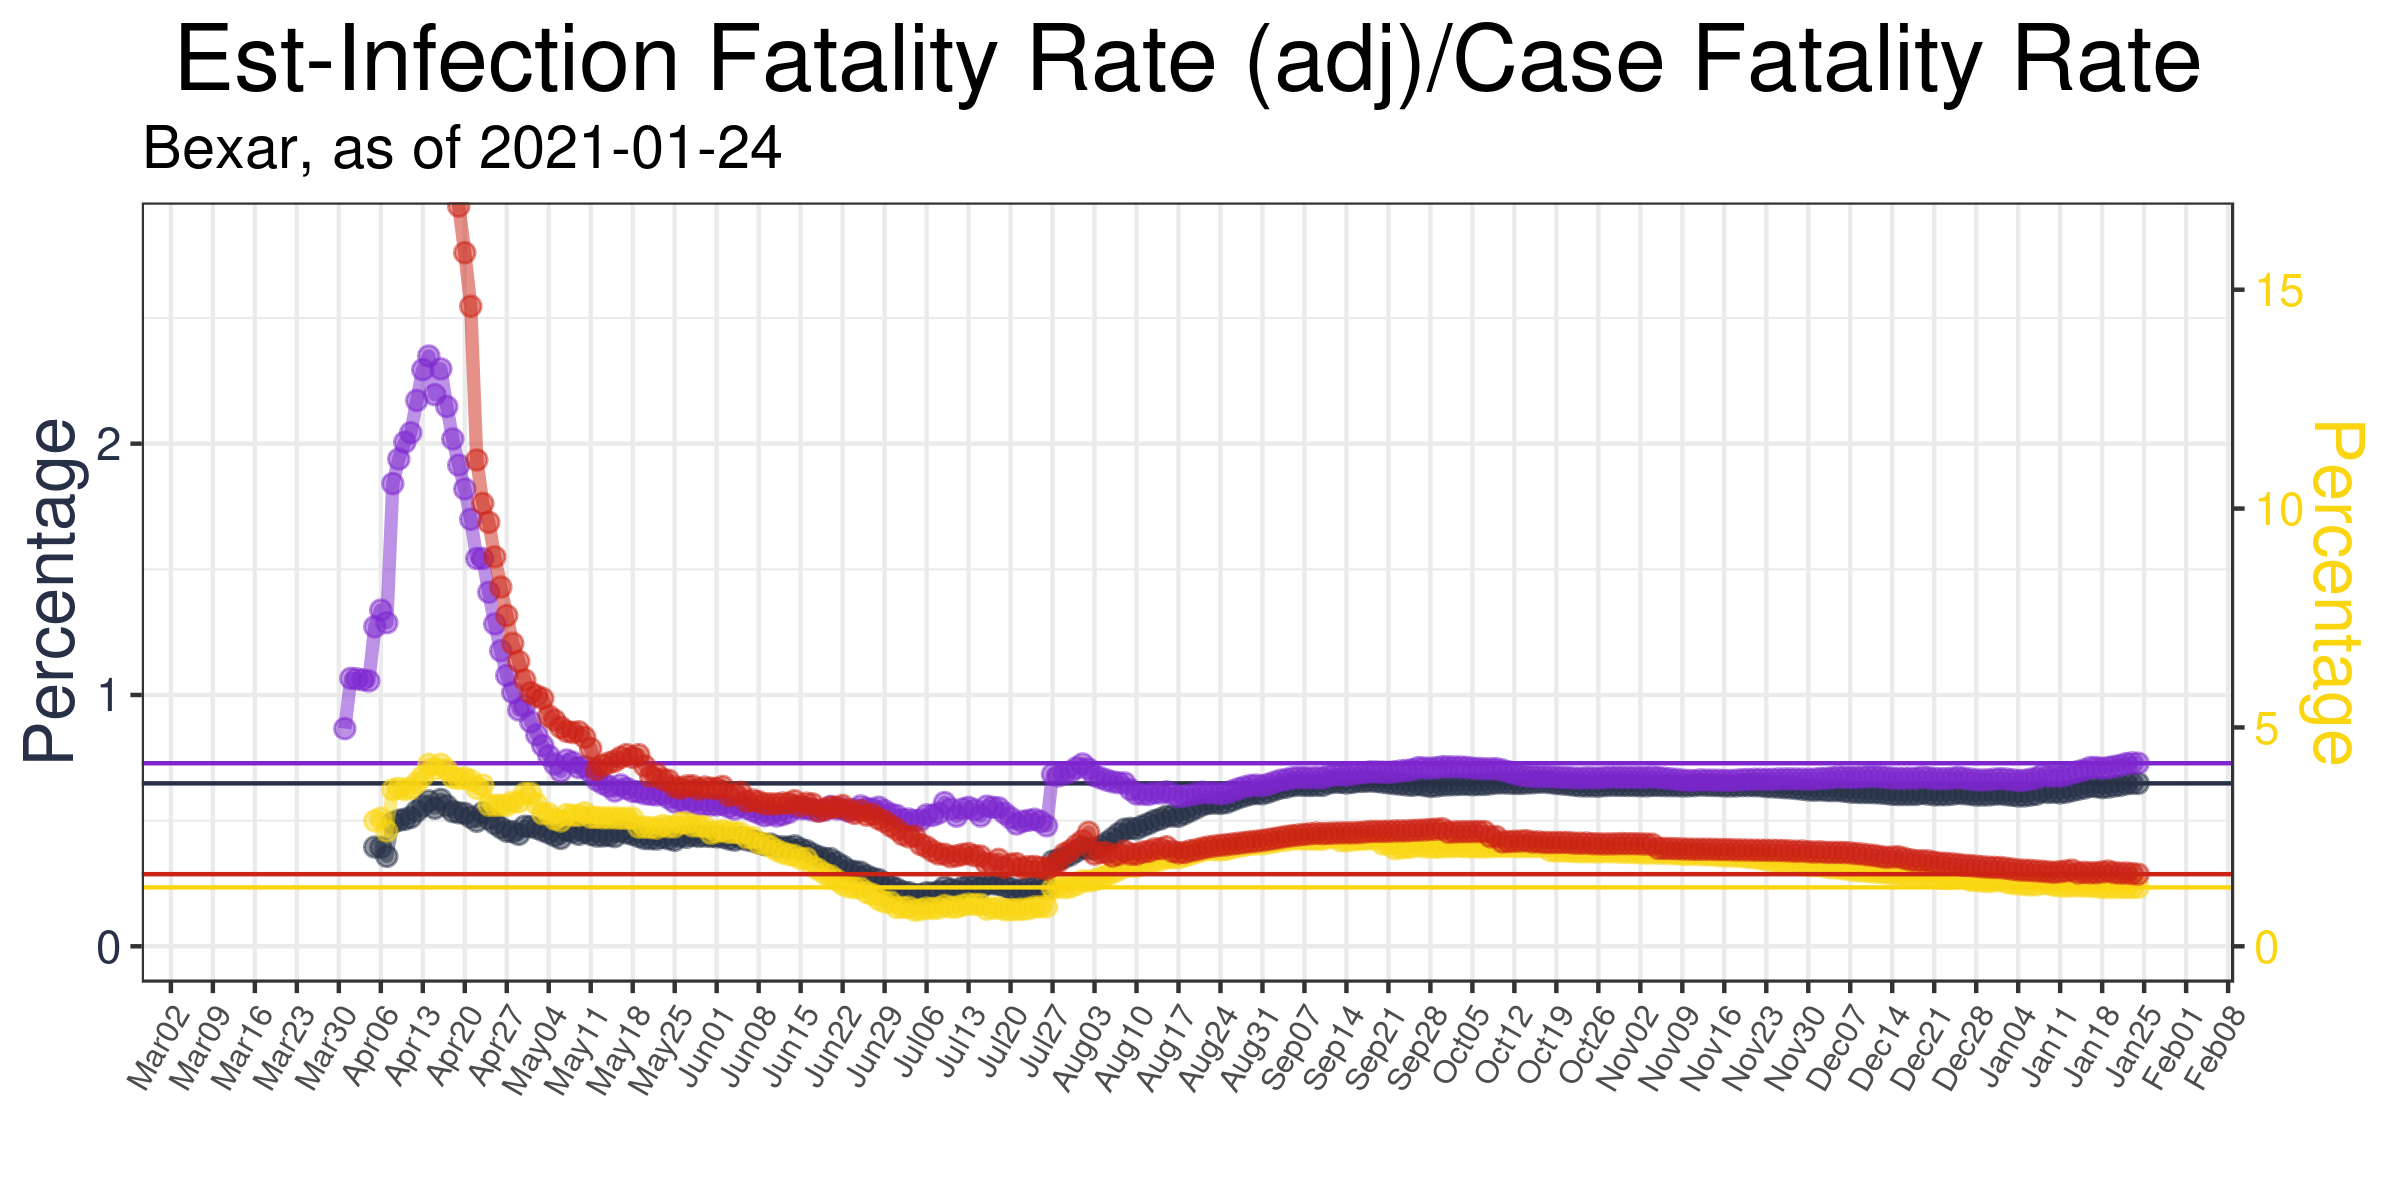 Est-Infection Fatality Rate (adj)/Case Fatality Rate
Bexar, as of 2021-01-24
Percentage
2
1
0
15
10
5
0
Percentage
Mar02 Mar09 Mar16 Mar23 Mar30 Apr06 Apr13 Apr20 Apr27 May04 May11 May18 May25 Jun01 Jun08 Jun15 Jun22 Jun29 Jul06 Jul13 Jul20 Jul27 Aug03 Aug10 Aug17 Aug24 Aug31 Sep07 Sep14 Sep21 Sep28 Oct05 Oct12 Oct19 Oct26 Nov02 Nov09 Nov16 Nov23 Nov30 Dec07 Dec14 Dec21 Dec28 Jan04 Jan11 Jan18 Jan25 Feb01 Feb08